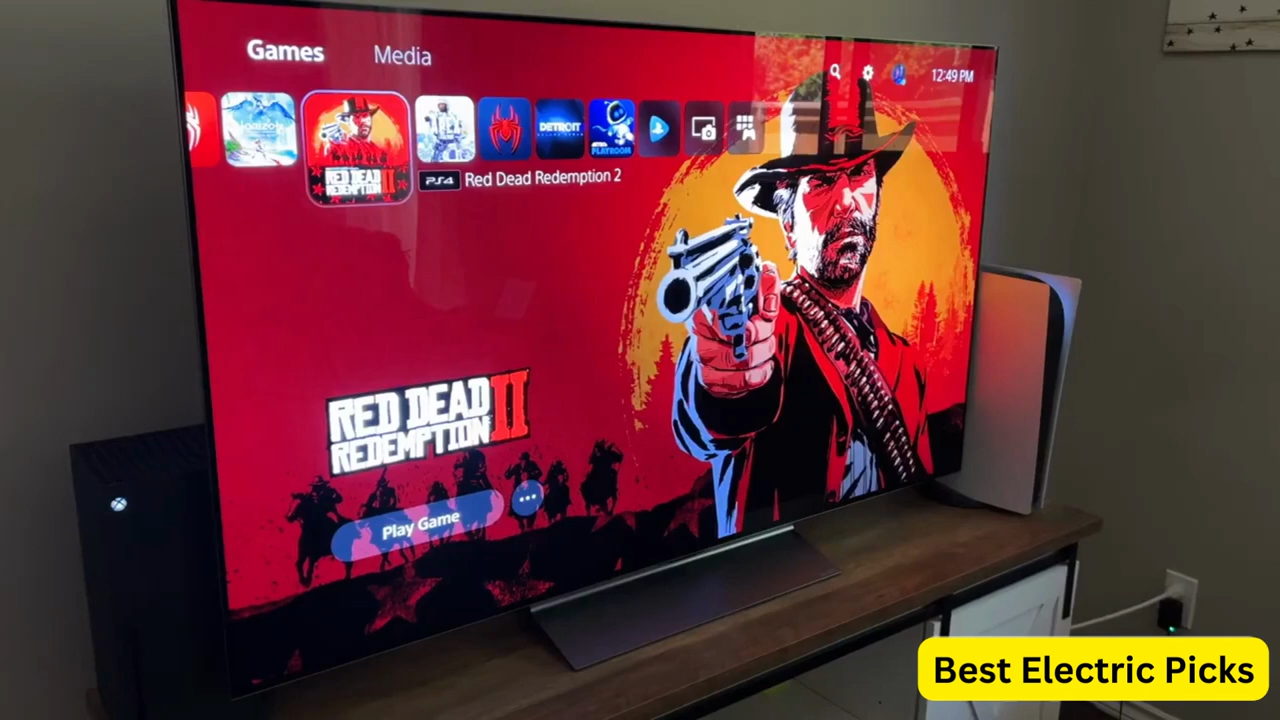 Games Media
12:49 PM
RED DEAD
REDEMPTION II
DETROIT
PLAYROOM
PS4 Red Dead Redemption 2
RED DEAD
REDEMPTION II
Play Game
Best Electric Picks